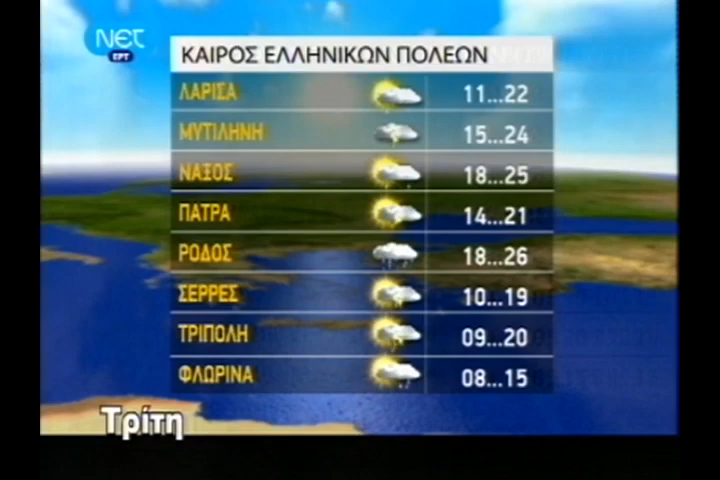 NET
ΕΡΤ
ΚΑΙΡΟΣ ΕΛΛΗΝΙΚΩΝ ΠΟΛΕΩΝ
ΛΑΡΙΣΑ 11...22
ΜΥΤΙΛΗΝΗ 15...24
ΝΑΞΟΣ 18...25
ΠΑΤΡΑ 14...21
ΡΟΔΟΣ 18...26
ΣΕΡΡΕΣ 10...19
ΤΡΙΠΟΛΗ 09...20
ΦΛΩΡΙΝΑ 08...15
Τρίτη